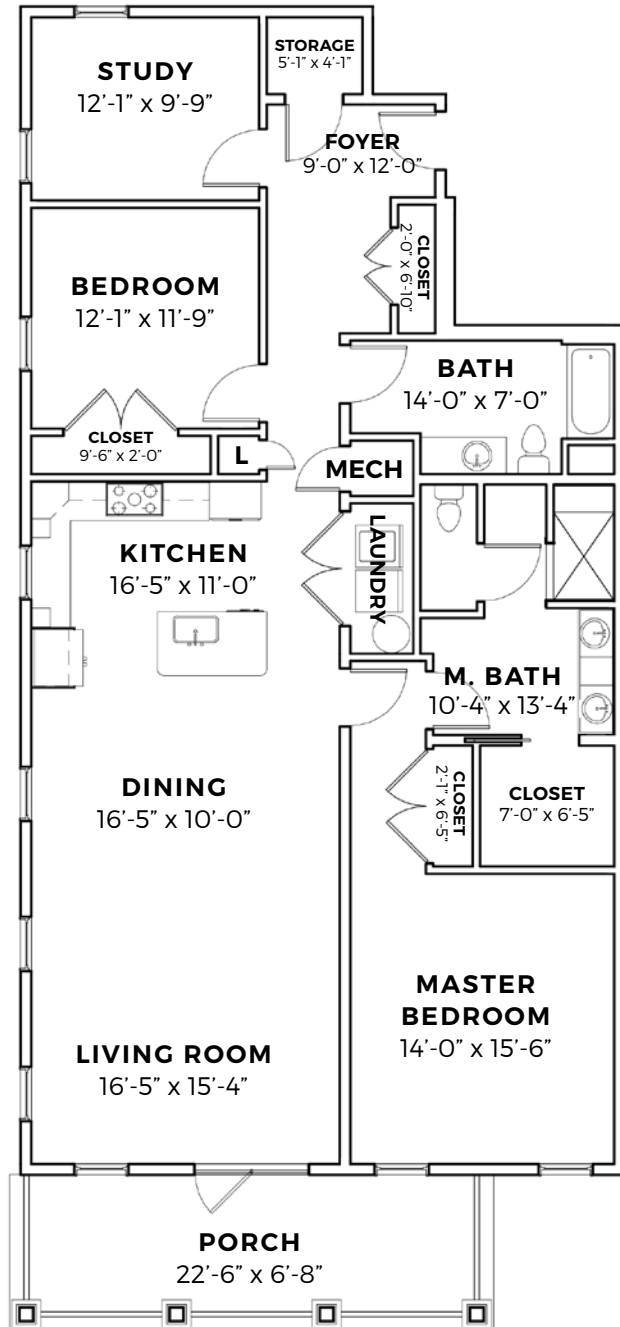 STORAGE
5’-1” x 4’-1”
STUDY
12’-1” x 9’-9”
FOYER
9’-0” x 12’-0”
CLOSET
2’-0” x 6’-10”
BEDROOM
12’-1” x 11’-9”
BATH
14’-0” x 7’-0”
CLOSET
9’-6” x 2’-0”
L
MECH
LAUNDRY
KITCHEN
16’-5” x 11’-0”
M. BATH
10’-4” x 13’-4”
DINING
16’-5” x 10’-0”
CLOSET
2’-1” x 6’-5”
CLOSET
7’-0” x 6’-5”
MASTER
BEDROOM
14’-0” x 15’-6”
LIVING ROOM
16’-5” x 15’-4”
PORCH
22’-6” x 6’-8”